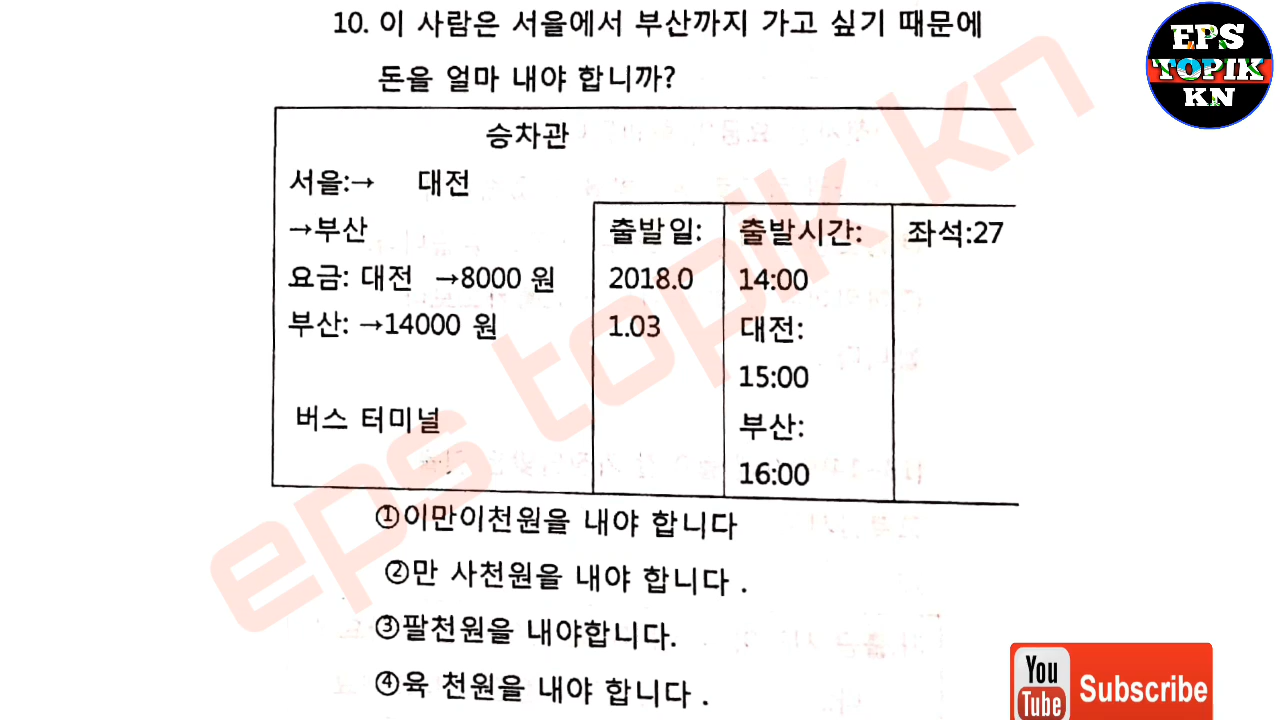 10. 이 사람은 서울에서 부산까지 가고 싶기 때문에
돈을 얼마 내야 합니까?
승차관
서울:→ 대전
→부산
요금: 대전 →8000 원
부산: →14000 원
버스 터미널
출발일:
2018.0
1.03
출발시간:
14:00
대전:
15:00
부산:
16:00
좌석:27
①이만이천원을 내야 합니다
②만 사천원을 내야 합니다 .
③팔천원을 내야합니다.
④육 천원을 내야 합니다 .
eps topik kn
EPS
TOPIK
KN
You
Tube
Subscribe